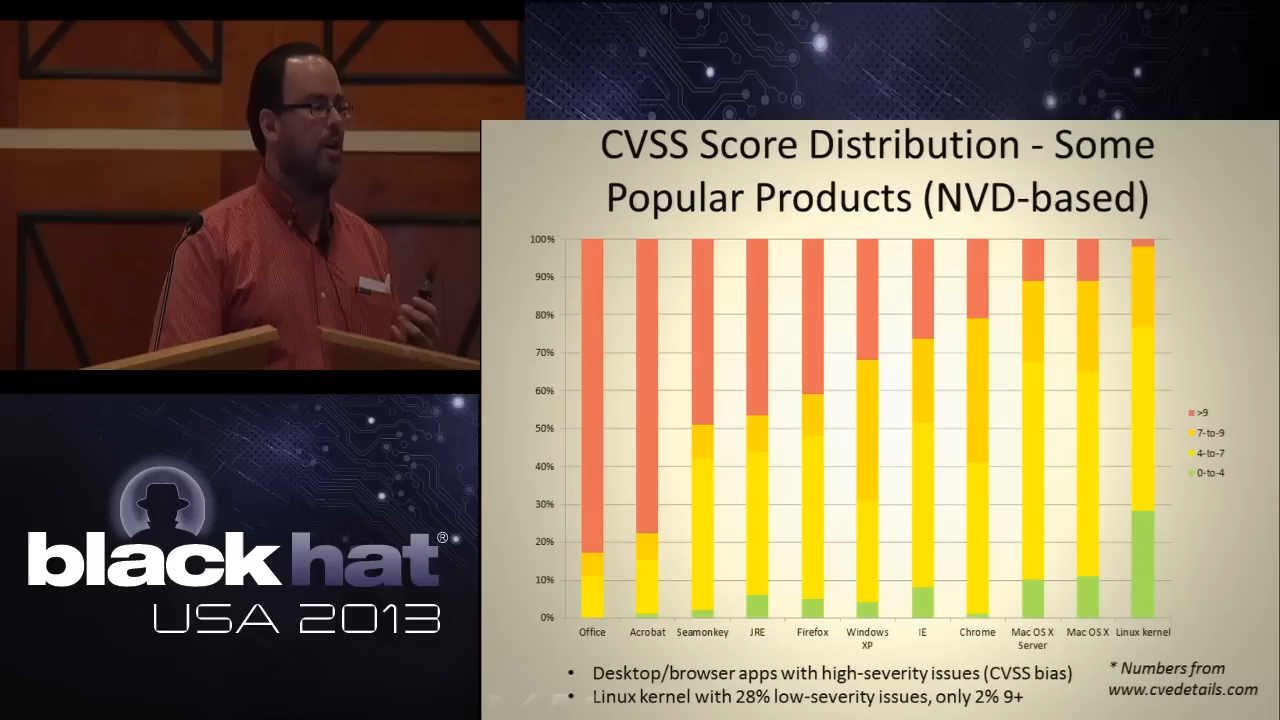 CVSS Score Distribution - Some
Popular Products (NVD-based)
100%
90%
80%
70%
60%
50%
40%
30%
20%
10%
0%
Office
Acrobat
Seamonkey
JRE
Firefox
Windows
XP
IE
Chrome
Mac OS X
Server
Mac OS X
Linux kernel
>9
7-to-9
4-to-7
0-to-4
• Desktop/browser apps with high-severity issues (CVSS bias)
• Linux kernel with 28% low-severity issues, only 2% 9+
* Numbers from
www.cvedetails.com
black hat®
USA 2013